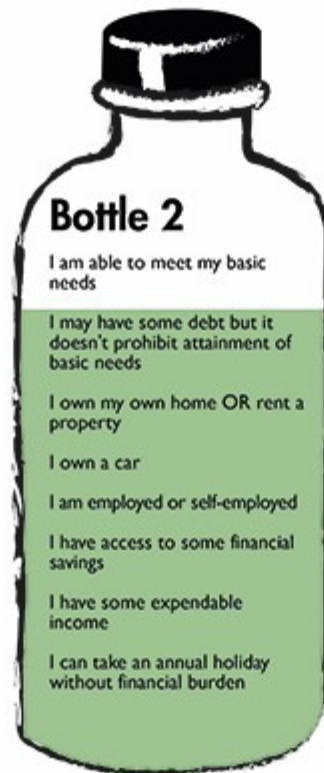 Bottle 2
I am able to meet my basic
needs
I may have some debt but it
doesn't prohibit attainment of
basic needs
I own my own home OR rent a
property
I own a car
I am employed or self-employed
I have access to some financial
savings
I have some expendable
income
I can take an annual holiday
without financial burden